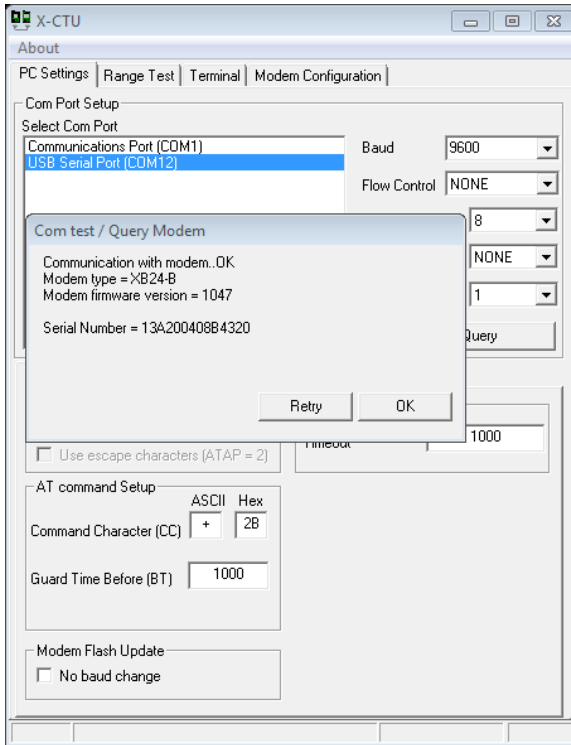 X-CTU
About
PC Settings Range Test Terminal Modem Configuration
Com Port Setup
Select Com Port
Communications Port (COM1)
USB Serial Port (COM12)
Baud 9600
Flow Control NONE
8
NONE
1
Com test / Query Modem
Communication with modem..OK
Modem type = XB24-B
Modem firmware version = 1047
Serial Number = 13A200408B4320
Retry OK
Query
Timeout 1000
Use escape characters (ATAP = 2)
AT command Setup
ASCII Hex
Command Character (CC) + 2B
Guard Time Before (BT) 1000
Modem Flash Update
No baud change